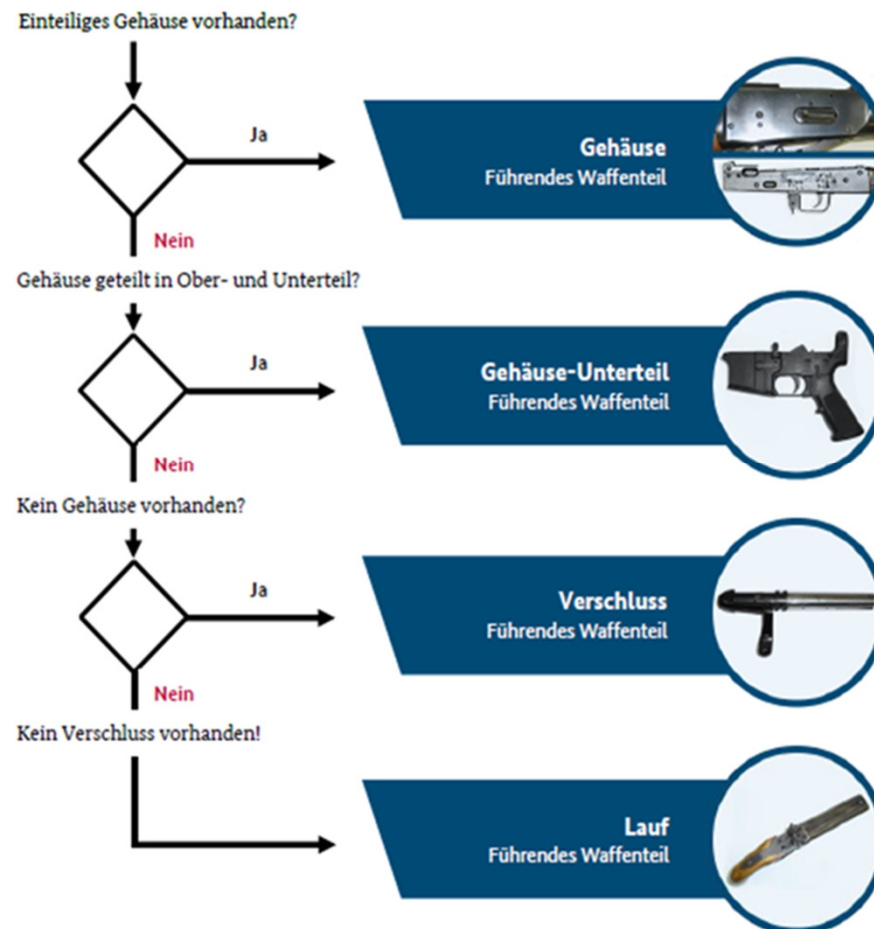 Einteiliges Gehäuse vorhanden?
Ja
Gehäuse
Führendes Waffenteil
Nein
Gehäuse geteilt in Ober- und Unterteil?
Ja
Gehäuse-Unterteil
Führendes Waffenteil
Nein
Kein Gehäuse vorhanden?
Ja
Verschluss
Führendes Waffenteil
Nein
Kein Verschluss vorhanden!
Lauf
Führendes Waffenteil